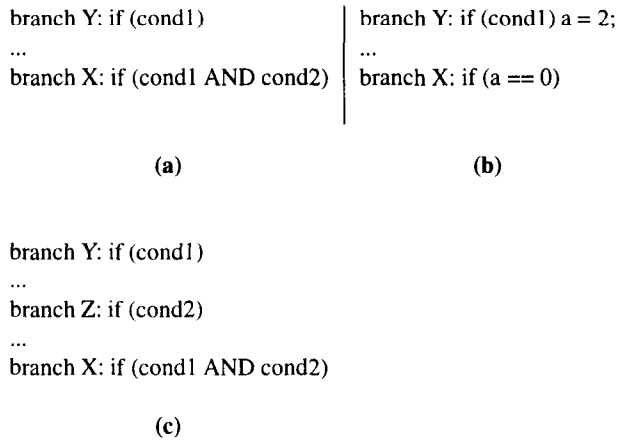 branch Y: if (cond1)
...
branch X: if (cond1 AND cond2)
(a)
branch Y: if (cond1) a = 2;
...
branch X: if (a == 0)
(b)
branch Y: if (cond1)
...
branch Z: if (cond2)
...
branch X: if (cond1 AND cond2)
(c)